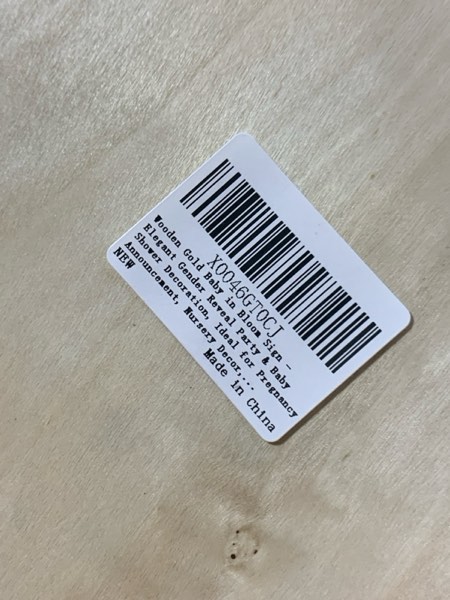 X0046GT0CJ
Wooden Gold Baby in Bloom Sign -
Elegant Gender Reveal Party & Baby
Shower Decoration, Ideal for Pregnancy
Announcement, Nursery Decor,...
NEW
Made in China